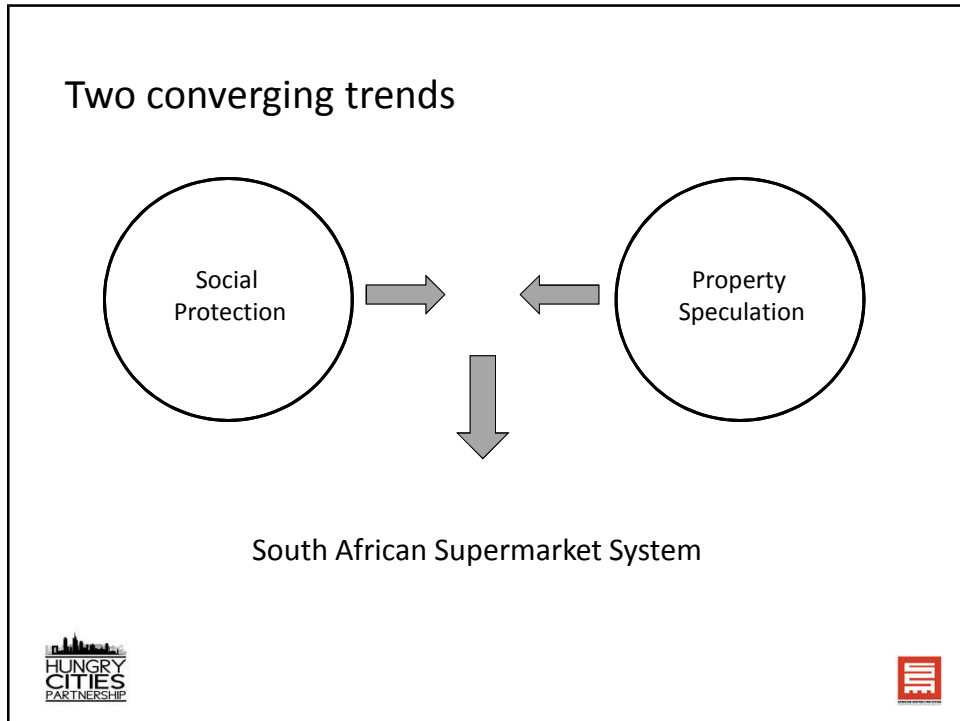 Two converging trends
Social
Protection
Property
Speculation
South African Supermarket System
HUNGRY
CITIES
PARTNERSHIP